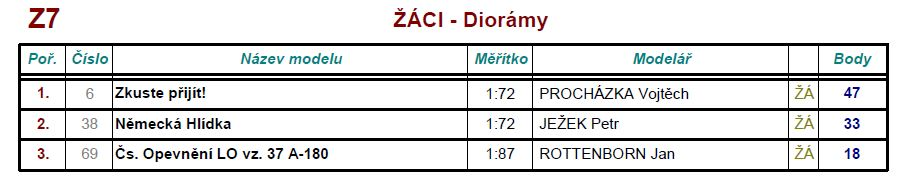 Z7 ŽÁCI - Diorámy
Poř. Číslo Název modelu Měřítko Modelář Body
1. 6 Zkuste přijít! 1:72 PROCHÁZKA Vojtěch ŽÁ 47
2. 38 Německá Hlídka 1:72 JEŽEK Petr ŽÁ 33
3. 69 Čs. Opevnění LO vz. 37 A-180 1:87 ROTTENBORN Jan ŽÁ 18